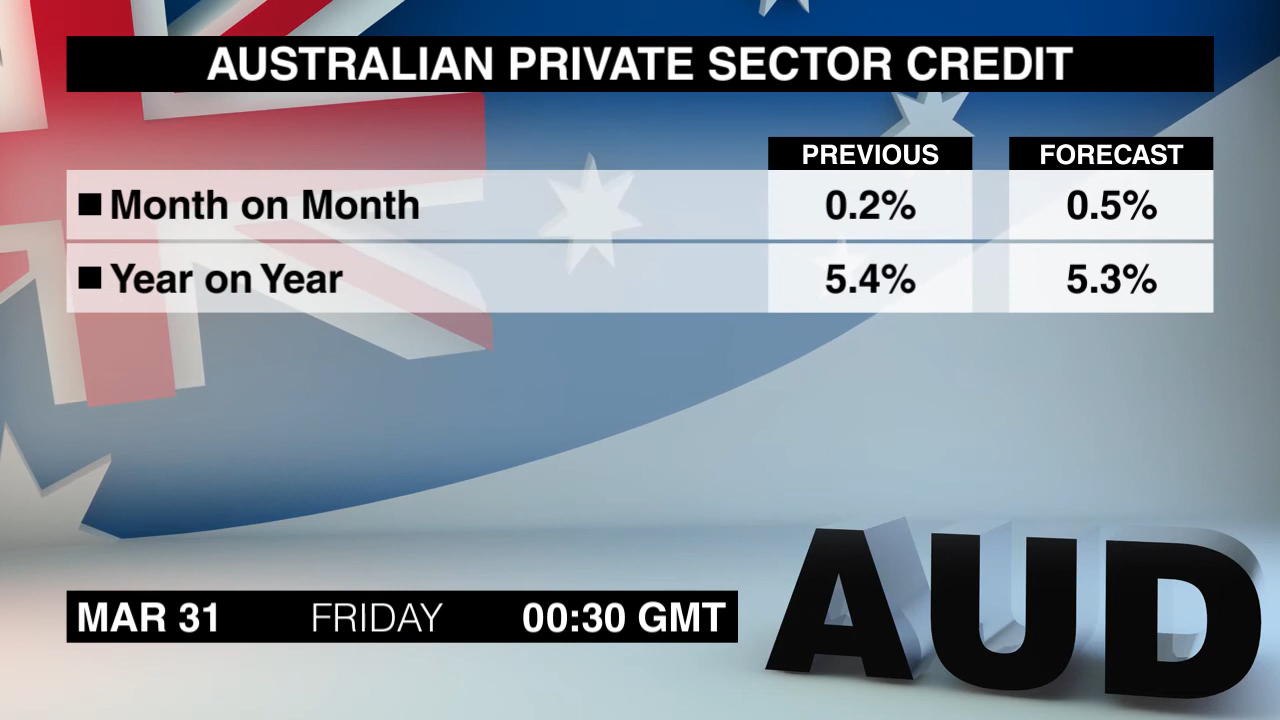 AUSTRALIAN PRIVATE SECTOR CREDIT
PREVIOUS FORECAST
Month on Month 0.2% 0.5%
Year on Year 5.4% 5.3%
MAR 31 FRIDAY 00:30 GMT
AUD